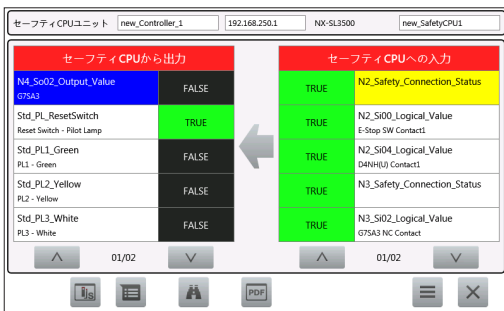 セーフティCPUユニット new_Controller_1 192.168.250.1 NX-SL3500 new_SafetyCPU1
セーフティCPUから出力
N4_So02_Output_Value FALSE
G7SA3
Std_PL_ResetSwitch TRUE
Reset Switch - Pilot Lamp
Std_PL1_Green FALSE
PL1 - Green
Std_PL2_Yellow FALSE
PL2 - Yellow
Std_PL3_White FALSE
PL3 - White
01/02
セーフティCPUへの入力
TRUE N2_Safety_Connection_Status
TRUE N2_Si00_Logical_Value
E-Stop SW Contact1
TRUE N2_Si04_Logical_Value
D4NH(U) Contact1
TRUE N3_Safety_Connection_Status
TRUE N3_Si02_Logical_Value
G7SA3 NC Contact
01/02
PDF